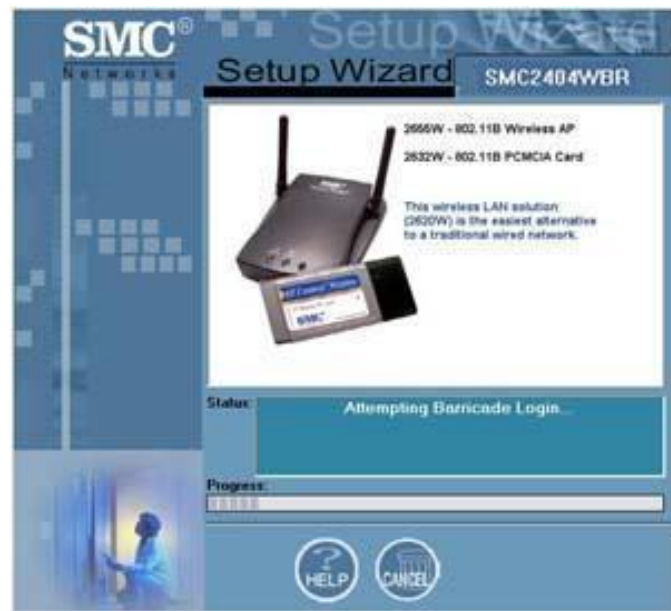 SMC®
Networks
Setup Wizard
Setup Wizard
SMC2404WBR
2655W - 802.11B Wireless AP
2632W - 802.11B PCMCIA Card
This wireless LAN solution
(2620W) is the easiest alternative
to a traditional wired network.
SMC
Status:
Attempting Barricade Login...
Progress:
HELP
CANCEL